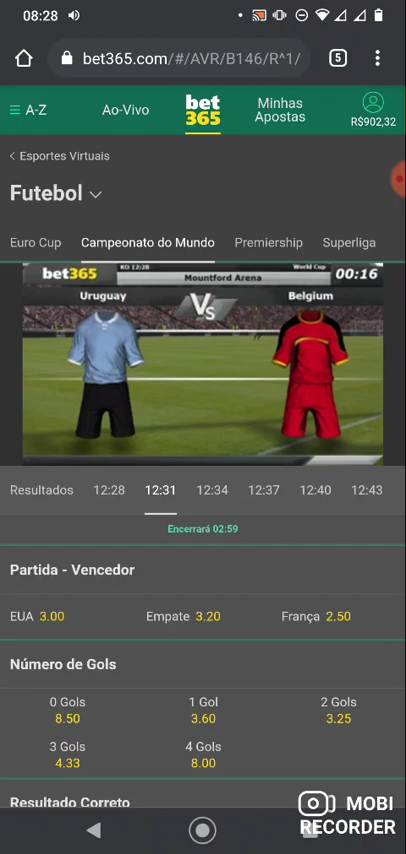 08:28
bet365.com/#/AVR/B146/R^1/
5
A-Z
Ao-Vivo
bet365
Minhas Apostas
R$902,32
< Esportes Virtuais
Futebol
Euro Cup
Campeonato do Mundo
Premiership
Superliga
bet365
KO 12:28
World Cup
Mountford Arena
00:16
Uruguay
Vs
Belgium
Resultados
12:28
12:31
12:34
12:37
12:40
12:43
Encerrará 02:59
Partida - Vencedor
EUA 3.00
Empate 3.20
França 2.50
Número de Gols
0 Gols
1 Gol
2 Gols
8.50
3.60
3.25
3 Gols
4 Gols
4.33
8.00
Resultado Correto
MOBI
RECORDER